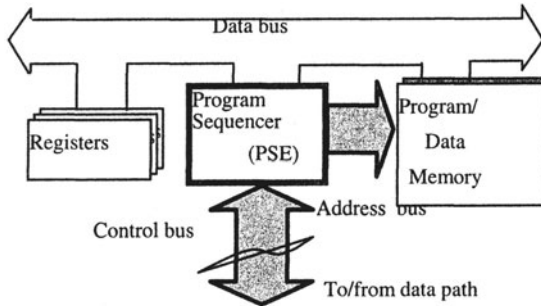 Data bus
Registers
Program
Sequencer
(PSE)
Program/
Data
Memory
Address bus
Control bus
To/from data path